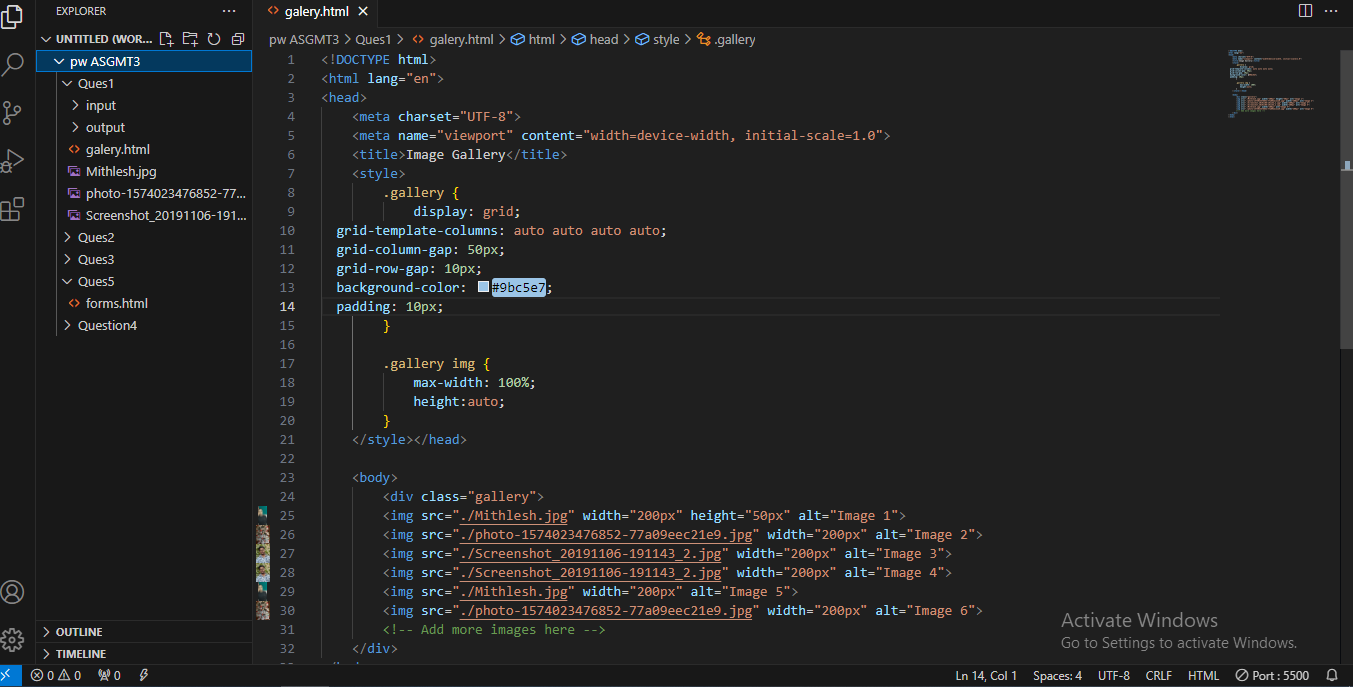 EXPLORER ···
galery.html
UNTITLED (WOR...
pw ASGMT3 > Ques1 > galery.html > html > head > style > .gallery
pw ASGMT3
Ques1
input
output
galery.html
Mithlesh.jpg
photo-1574023476852-77...
Screenshot_20191106-191...
Ques2
Ques3
Ques5
forms.html
Question4
OUTLINE
TIMELINE
1 <!DOCTYPE html>
2 <html lang="en">
3 <head>
4 <meta charset="UTF-8">
5 <meta name="viewport" content="width=device-width, initial-scale=1.0">
6 <title>Image Gallery</title>
7 <style>
8 .gallery {
9 display: grid;
10 grid-template-columns: auto auto auto auto;
11 grid-column-gap: 50px;
12 grid-row-gap: 10px;
13 background-color: #9bc5e7;
14 padding: 10px;
15 }
16
17 .gallery img {
18 max-width: 100%;
19 height:auto;
20 }
21 </style></head>
22
23 <body>
24 <div class="gallery">
25 <img src="./Mithlesh.jpg" width="200px" height="50px" alt="Image 1">
26 <img src="./photo-1574023476852-77a09eec21e9.jpg" width="200px" alt="Image 2">
27 <img src="./Screenshot_20191106-191143_2.jpg" width="200px" alt="Image 3">
28 <img src="./Screenshot_20191106-191143_2.jpg" width="200px" alt="Image 4">
29 <img src="./Mithlesh.jpg" width="200px" alt="Image 5">
30 <img src="./photo-1574023476852-77a09eec21e9.jpg" width="200px" alt="Image 6">
31 <!-- Add more images here -->
32 </div>
Activate Windows
Go to Settings to activate Windows.
0 0 0 Ln 14, Col 1 Spaces: 4 UTF-8 CRLF HTML Port : 5500